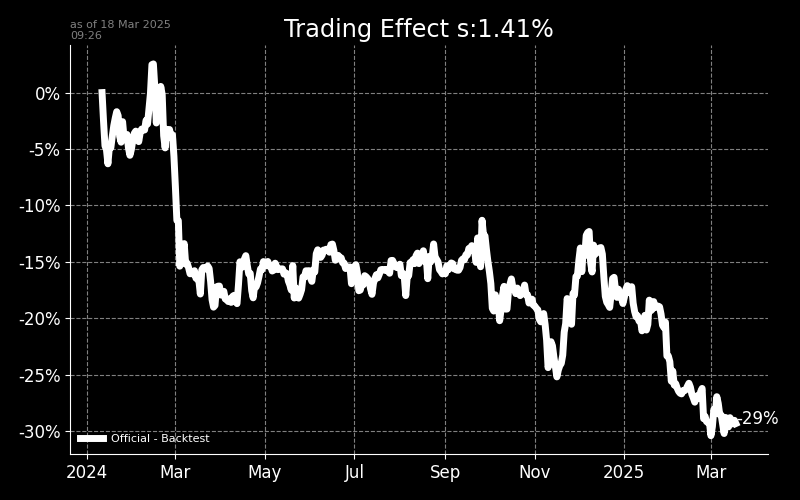 as of 18 Mar 2025
09:26
Trading Effect s:1.41%
0%
-5%
-10%
-15%
-20%
-25%
-30%
-29%
Official - Backtest
2024 Mar May Jul Sep Nov 2025 Mar